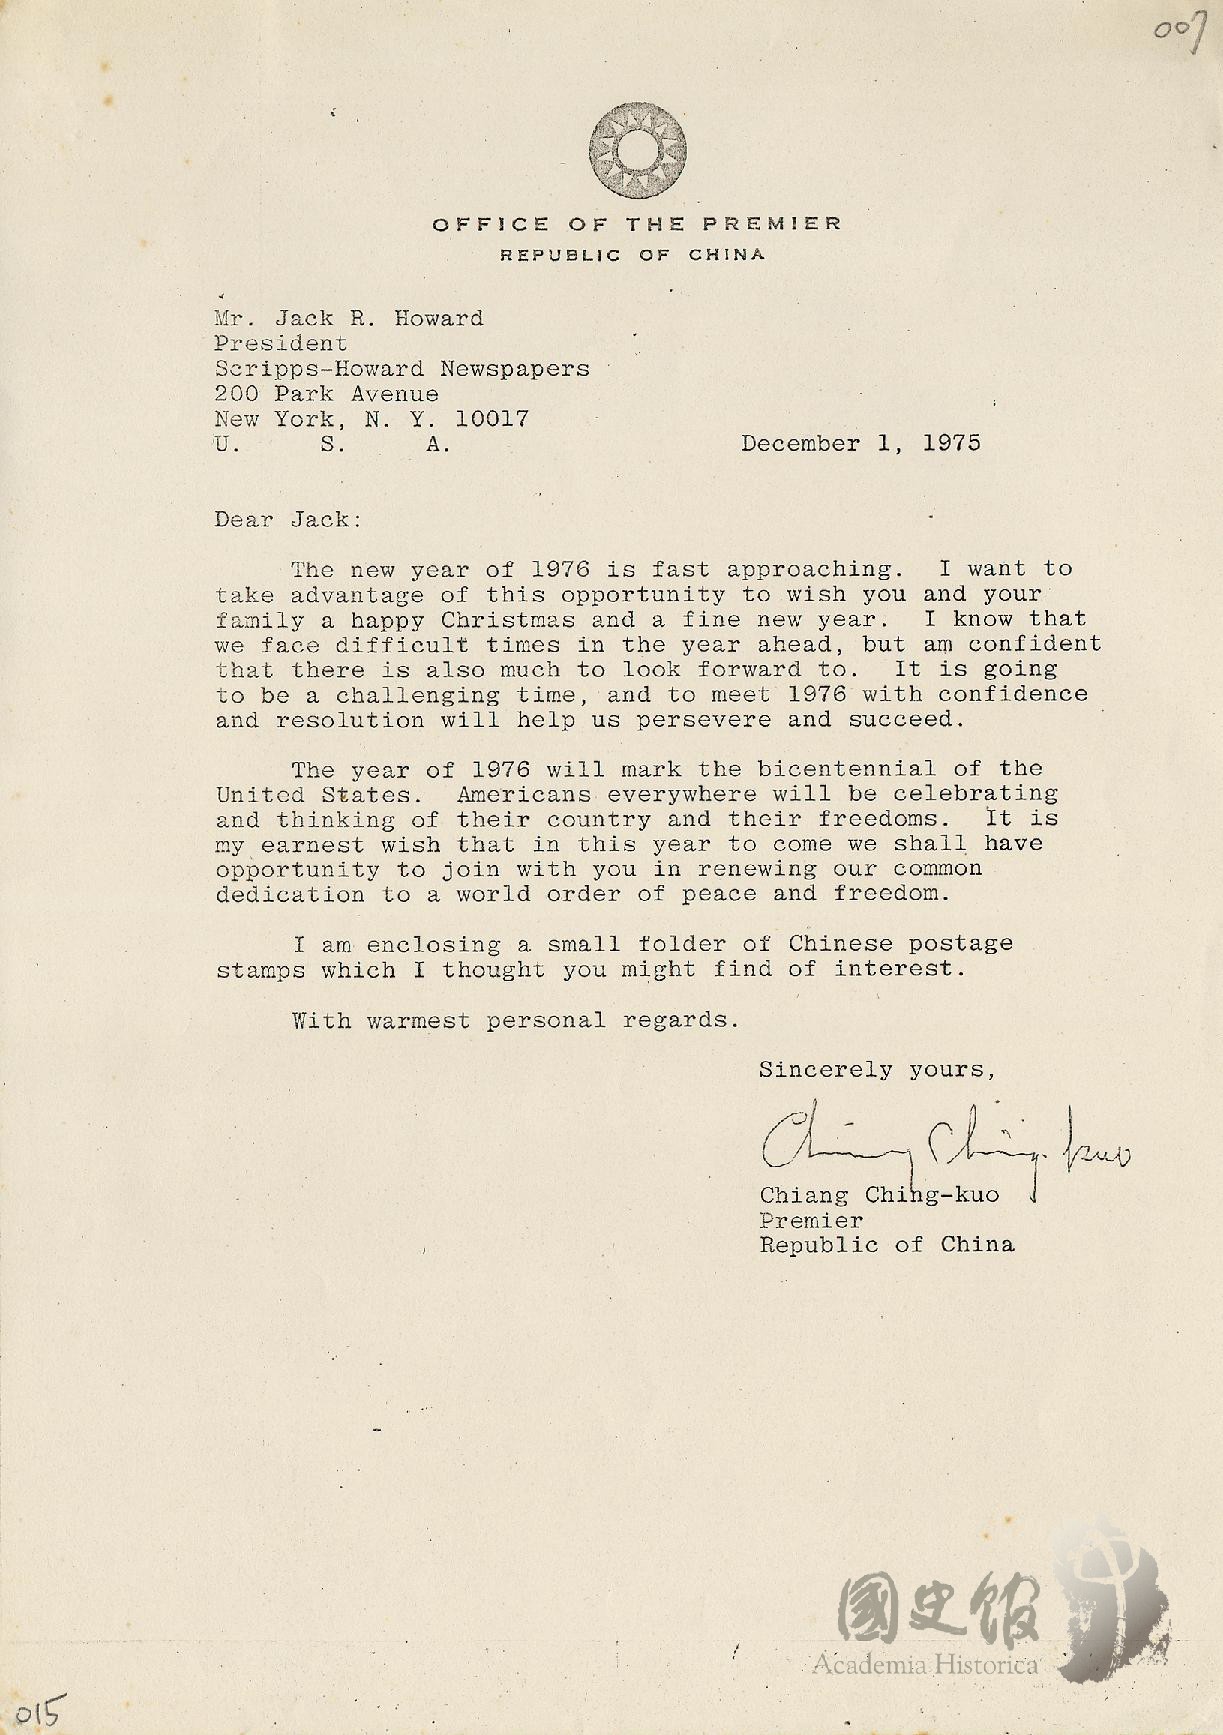 007
OFFICE OF THE PREMIER
REPUBLIC OF CHINA
Mr. Jack R. Howard
President
Scripps-Howard Newspapers
200 Park Avenue
New York, N. Y. 10017
U. S. A.
December 1, 1975
Dear Jack:
The new year of 1976 is fast approaching. I want to
take advantage of this opportunity to wish you and your
family a happy Christmas and a fine new year. I know that
we face difficult times in the year ahead, but am confident
that there is also much to look forward to. It is going
to be a challenging time, and to meet 1976 with confidence
and resolution will help us persevere and succeed.
The year of 1976 will mark the bicentennial of the
United States. Americans everywhere will be celebrating
and thinking of their country and their freedoms. It is
my earnest wish that in this year to come we shall have
opportunity to join with you in renewing our common
dedication to a world order of peace and freedom.
I am enclosing a small folder of Chinese postage
stamps which I thought you might find of interest.
With warmest personal regards.
Sincerely yours,
Chiang Ching-kuo
Chiang Ching-kuo
Premier
Republic of China
國史館
Academia Historica
015